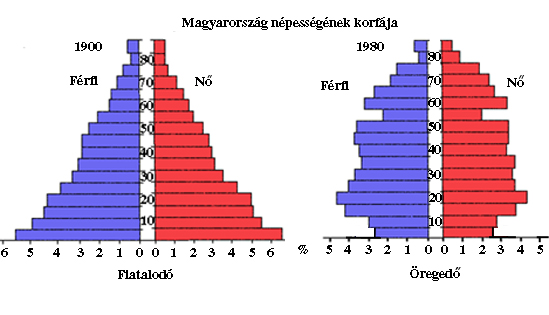 Magyarország népességének korfája
1900
Férfi
Nő
80
70
60
50
40
30
20
10
6 5 4 3 2 1 0 0 1 2 3 4 5 6 %
Fiatalodó
1980
Férfi
Nő
80
70
60
50
40
30
20
10
5 4 3 2 1 0 0 1 2 3 4 5
Öregedő